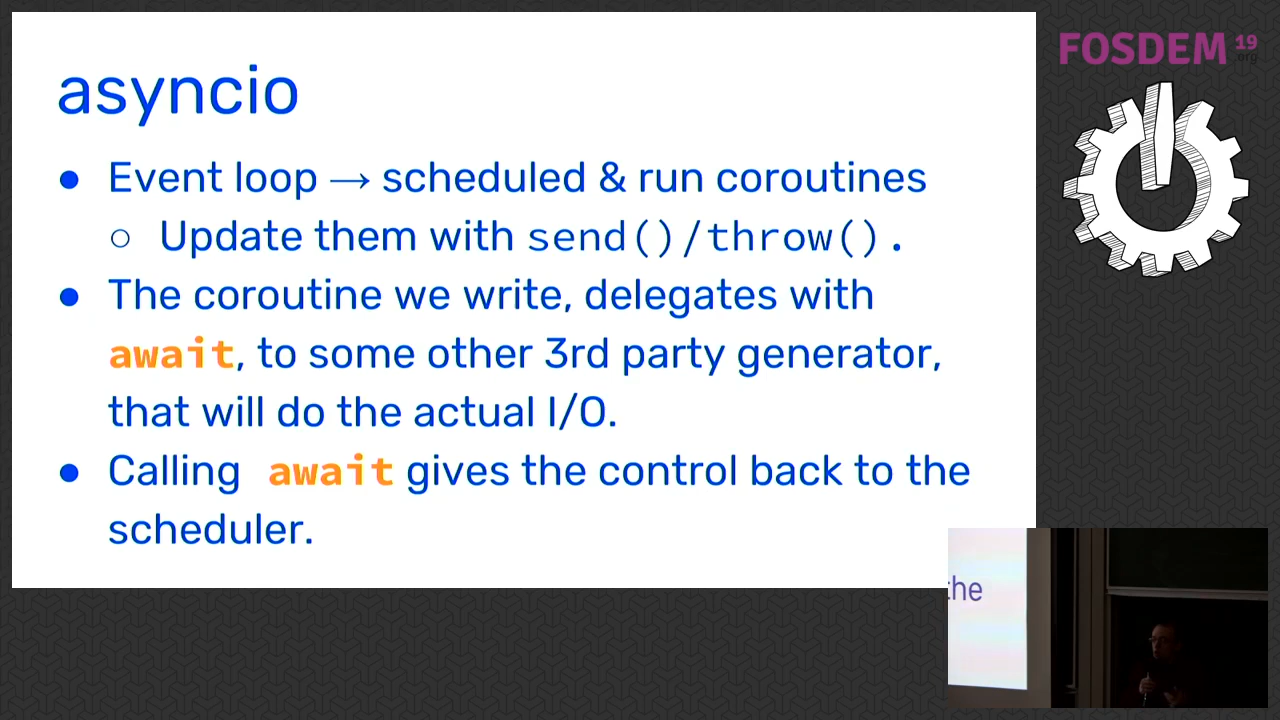 asyncio
● Event loop → scheduled & run coroutines
○ Update them with send()/throw().
● The coroutine we write, delegates with
await, to some other 3rd party generator,
that will do the actual I/O.
● Calling await gives the control back to the
scheduler.
FOSDEM 19
.org
the